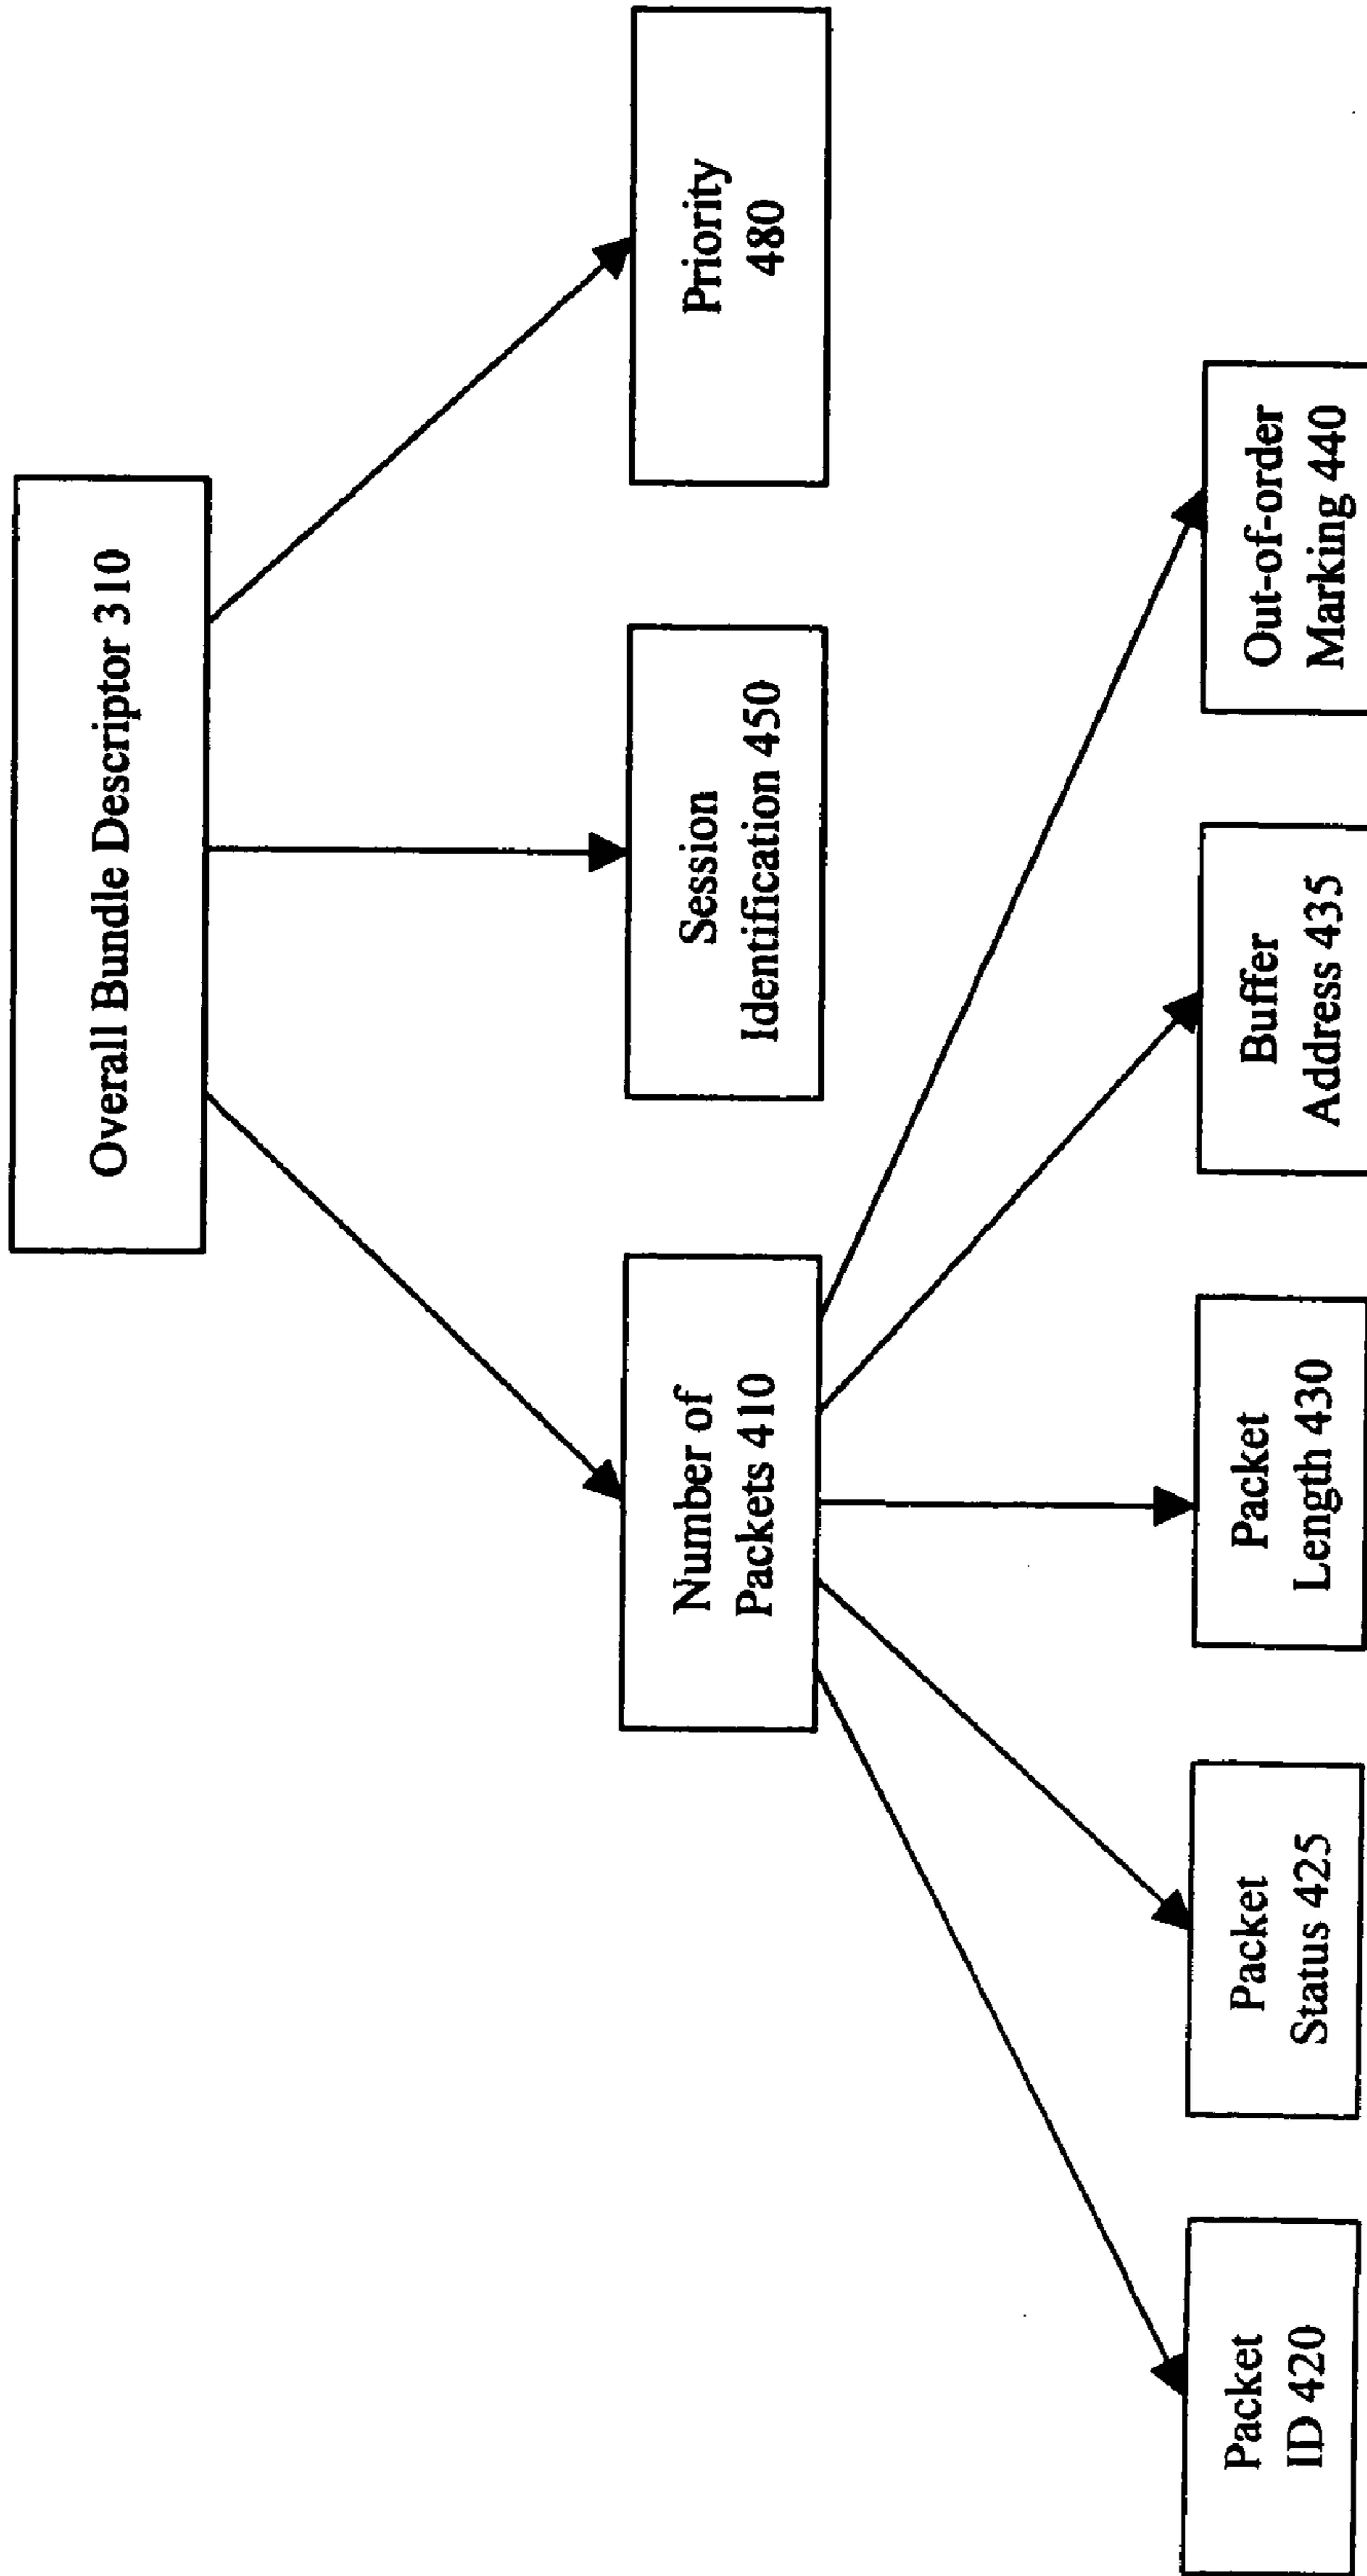 Overall Bundle Descriptor 310
Number of
Packets 410
Session
Identification 450
Priority
480
Packet
ID 420
Packet
Status 425
Packet
Length 430
Buffer
Address 435
Out-of-order
Marking 440